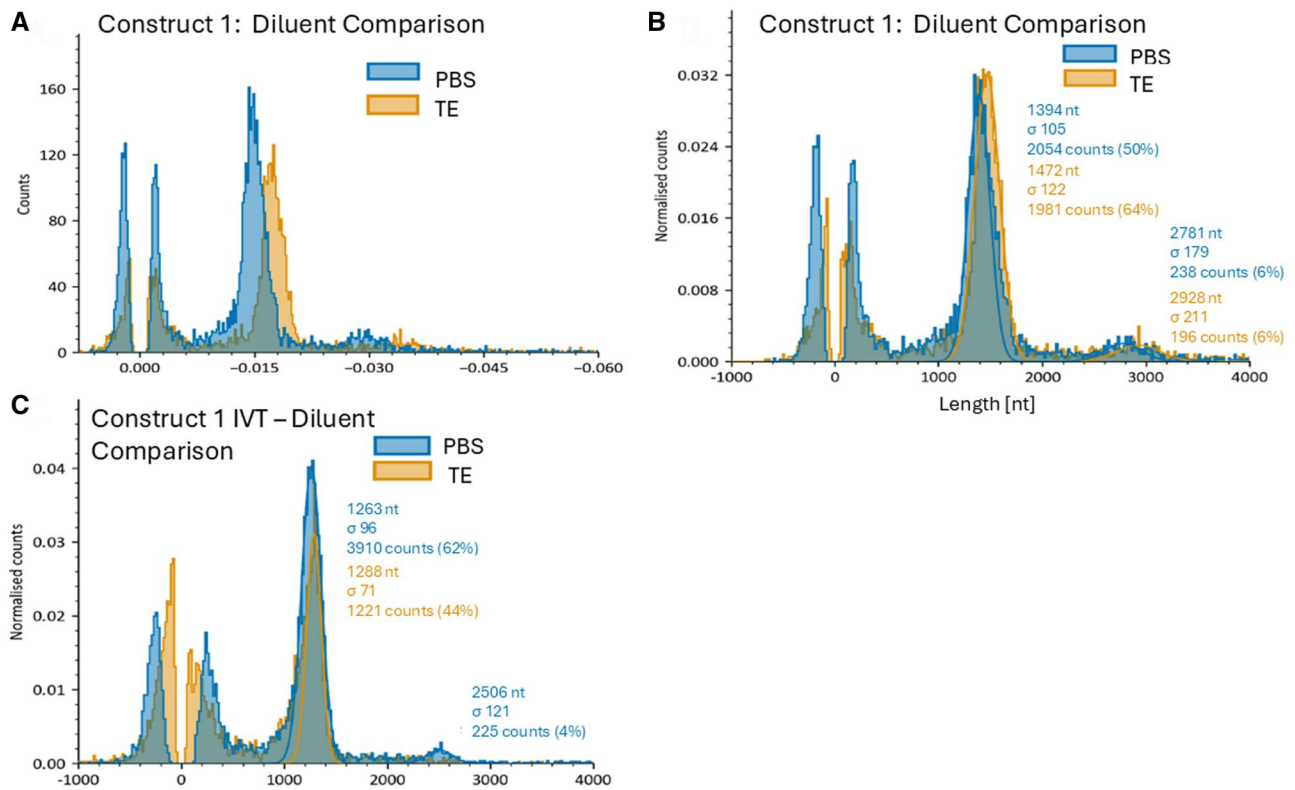 A
Construct 1:  Diluent Comparison
PBS
TE
Counts
160
120
80
40
0
0.000
−0.015
−0.030
−0.045
−0.060
B
Construct 1:  Diluent Comparison
PBS
TE
Normalised counts
0.032
0.024
0.016
0.008
0.000
1394 nt
σ 105
2054 counts (50%)
1472 nt
σ 122
1981 counts (64%)
2781 nt
σ 179
238 counts (6%)
2928 nt
σ 211
196 counts (6%)
-1000
0
1000
2000
3000
4000
Length [nt]
C
Construct 1 IVT – Diluent
Comparison
PBS
TE
Normalised counts
0.04
0.03
0.02
0.01
0.00
1263 nt
σ 96
3910 counts (62%)
1288 nt
σ 71
1221 counts (44%)
2506 nt
σ 121
225 counts (4%)
-1000
0
1000
2000
3000
4000